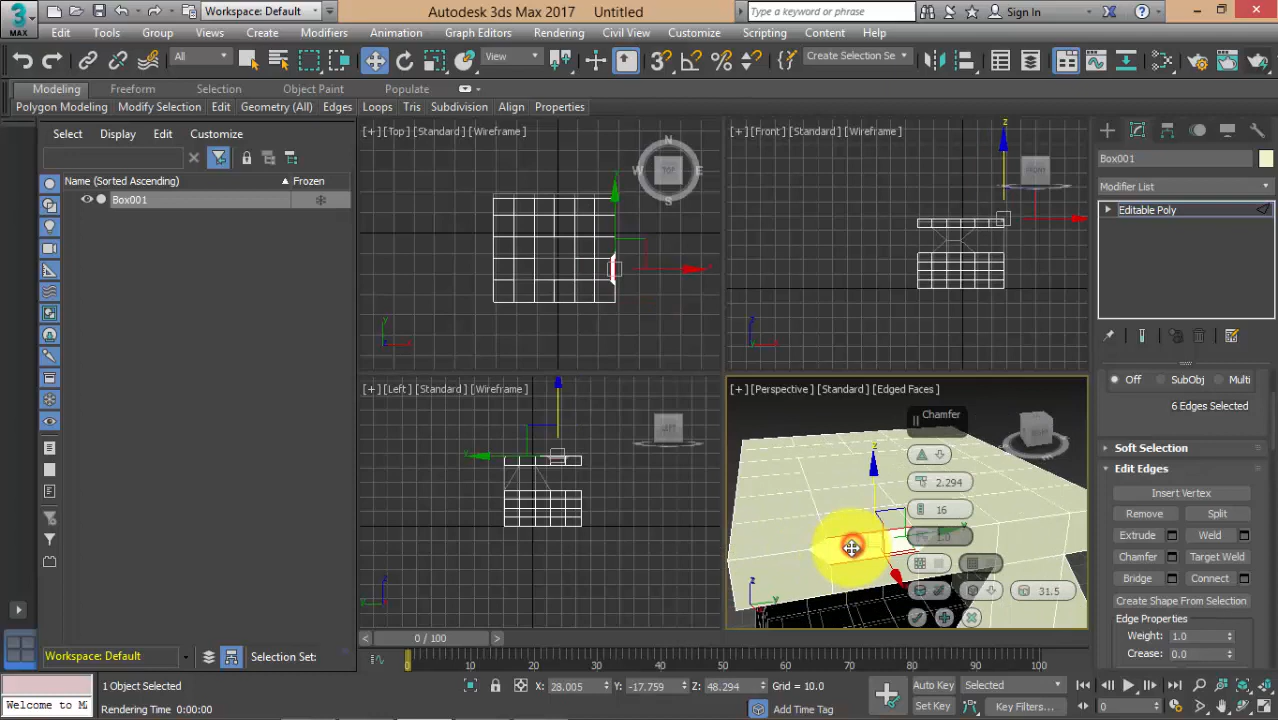 3 MAX Workspace: Default Autodesk 3ds Max 2017 Untitled Type a keyword or phrase Sign In
Edit Tools Group Views Create Modifiers Animation Graph Editors Rendering Civil View Customize Scripting Content Help
All View Create Selection Se
Modeling Freeform Selection Object Paint Populate
Polygon Modeling Modify Selection Edit Geometry (All) Edges Loops Tris Subdivision Align Properties
Select Display Edit Customize
Name (Sorted Ascending) Frozen
Box001
[+] [Top] [Standard] [Wireframe]
N
W TOP E
S
y
x
[+] [Front] [Standard] [Wireframe]
z
FRONT
x
[+] [Left] [Standard] [Wireframe]
LEFT
y
[+] [Perspective] [Standard] [Edged Faces]
Chamfer
2.294
16
1.0
31.5
z
y
Box001
Modifier List
Editable Poly
Off SubObj Multi
6 Edges Selected
Soft Selection
Edit Edges
Insert Vertex
Remove Split
Extrude Weld
Chamfer Target Weld
Bridge Connect
Create Shape From Selection
Edge Properties
Weight: 1.0
Crease: 0.0
0 / 100
Workspace: Default Selection Set:
0 10 20 30 40 50 60 70 80 90 100
Welcome to M
1 Object Selected
Rendering Time 0:00:00
X: 28.005 Y: -17.759 Z: 48.294 Grid = 10.0
Add Time Tag
Auto Key Selected
Set Key Key Filters...
0